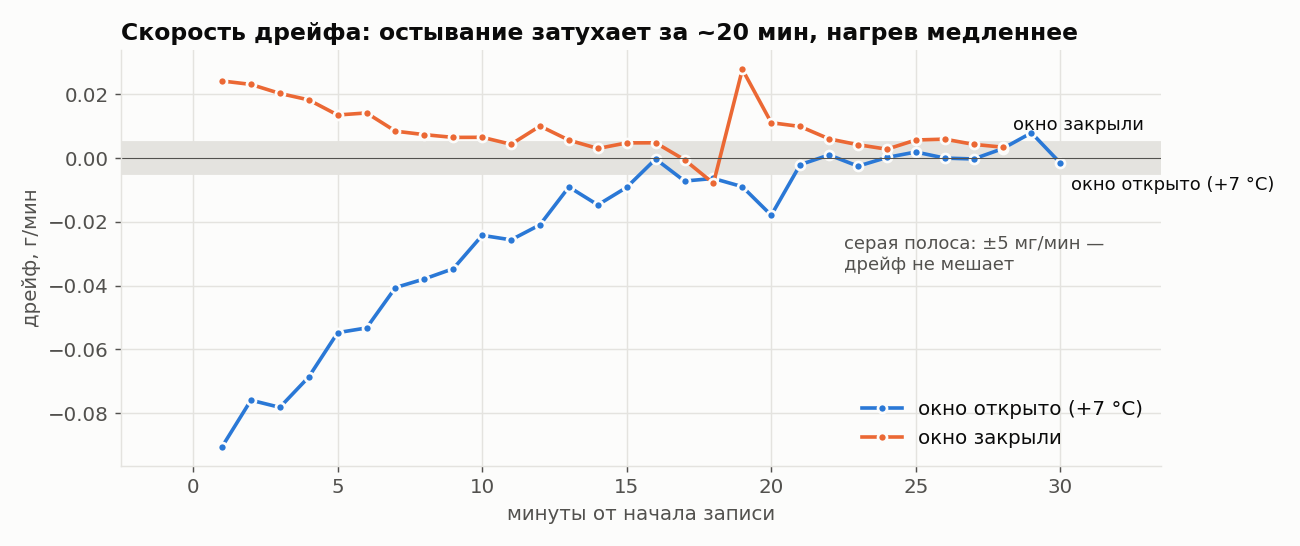 Скорость дрейфа: остывание затухает за ~20 мин, нагрев медленнее
дрейф, г/мин
0.02
0.00
−0.02
−0.04
−0.06
−0.08
окно закрыли
окно открыто (+7 °C)
серая полоса: ±5 мг/мин —
дрейф не мешает
окно открыто (+7 °C)
окно закрыли
0 5 10 15 20 25 30
минуты от начала записи